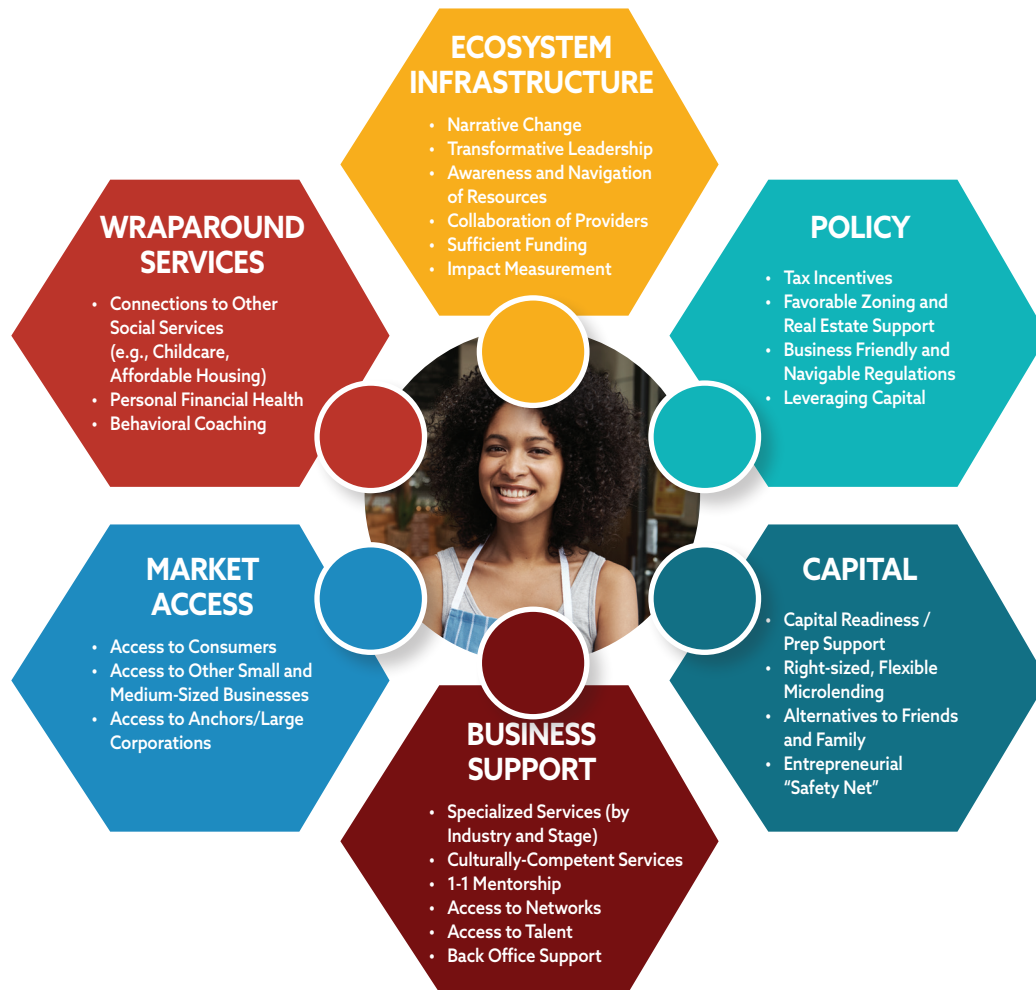 ECOSYSTEM
INFRASTRUCTURE
• Narrative Change
• Transformative Leadership
• Awareness and Navigation
of Resources
• Collaboration of Providers
• Sufficient Funding
• Impact Measurement
WRAPAROUND
SERVICES
• Connections to Other
Social Services
(e.g., Childcare,
Affordable Housing)
• Personal Financial Health
• Behavioral Coaching
POLICY
• Tax Incentives
• Favorable Zoning and
Real Estate Support
• Business Friendly and
Navigable Regulations
• Leveraging Capital
MARKET
ACCESS
• Access to Consumers
• Access to Other Small and
Medium-Sized Businesses
• Access to Anchors/Large
Corporations
CAPITAL
• Capital Readiness /
Prep Support
• Right-sized, Flexible
Microlending
• Alternatives to Friends
and Family
• Entrepreneurial
“Safety Net”
BUSINESS
SUPPORT
• Specialized Services (by
Industry and Stage)
• Culturally-Competent Services
• 1-1 Mentorship
• Access to Networks
• Access to Talent
• Back Office Support